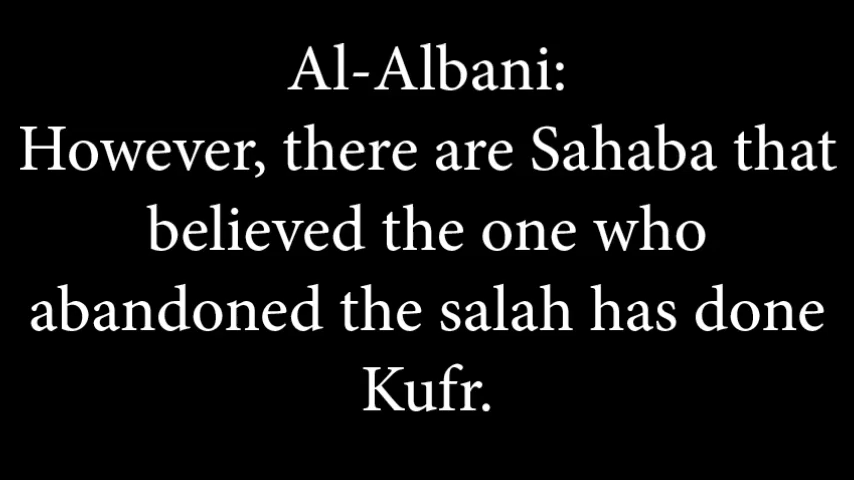 Al-Albani:
However, there are Sahaba that
believed the one who
abandoned the salah has done
Kufr.